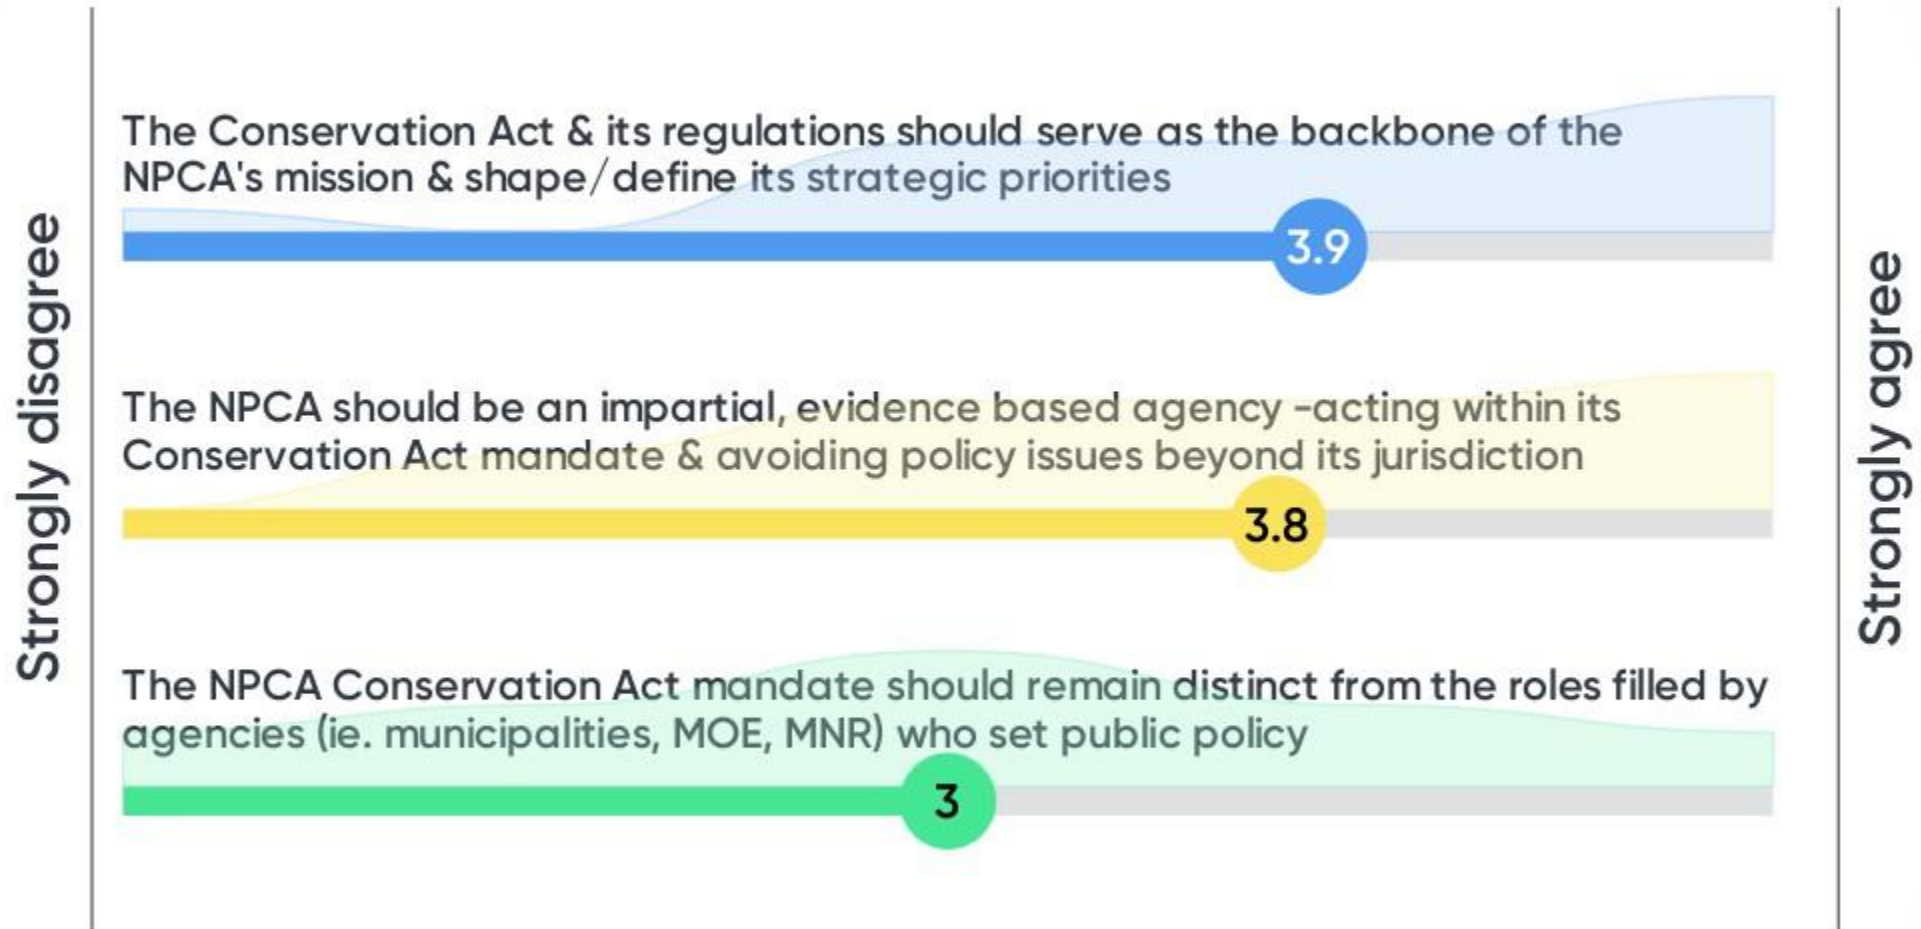 Strongly disagree
The Conservation Act & its regulations should serve as the backbone of the
NPCA's mission & shape/define its strategic priorities
3.9
The NPCA should be an impartial, evidence based agency -acting within its
Conservation Act mandate & avoiding policy issues beyond its jurisdiction
3.8
The NPCA Conservation Act mandate should remain distinct from the roles filled by
agencies (ie. municipalities, MOE, MNR) who set public policy
3
Strongly agree